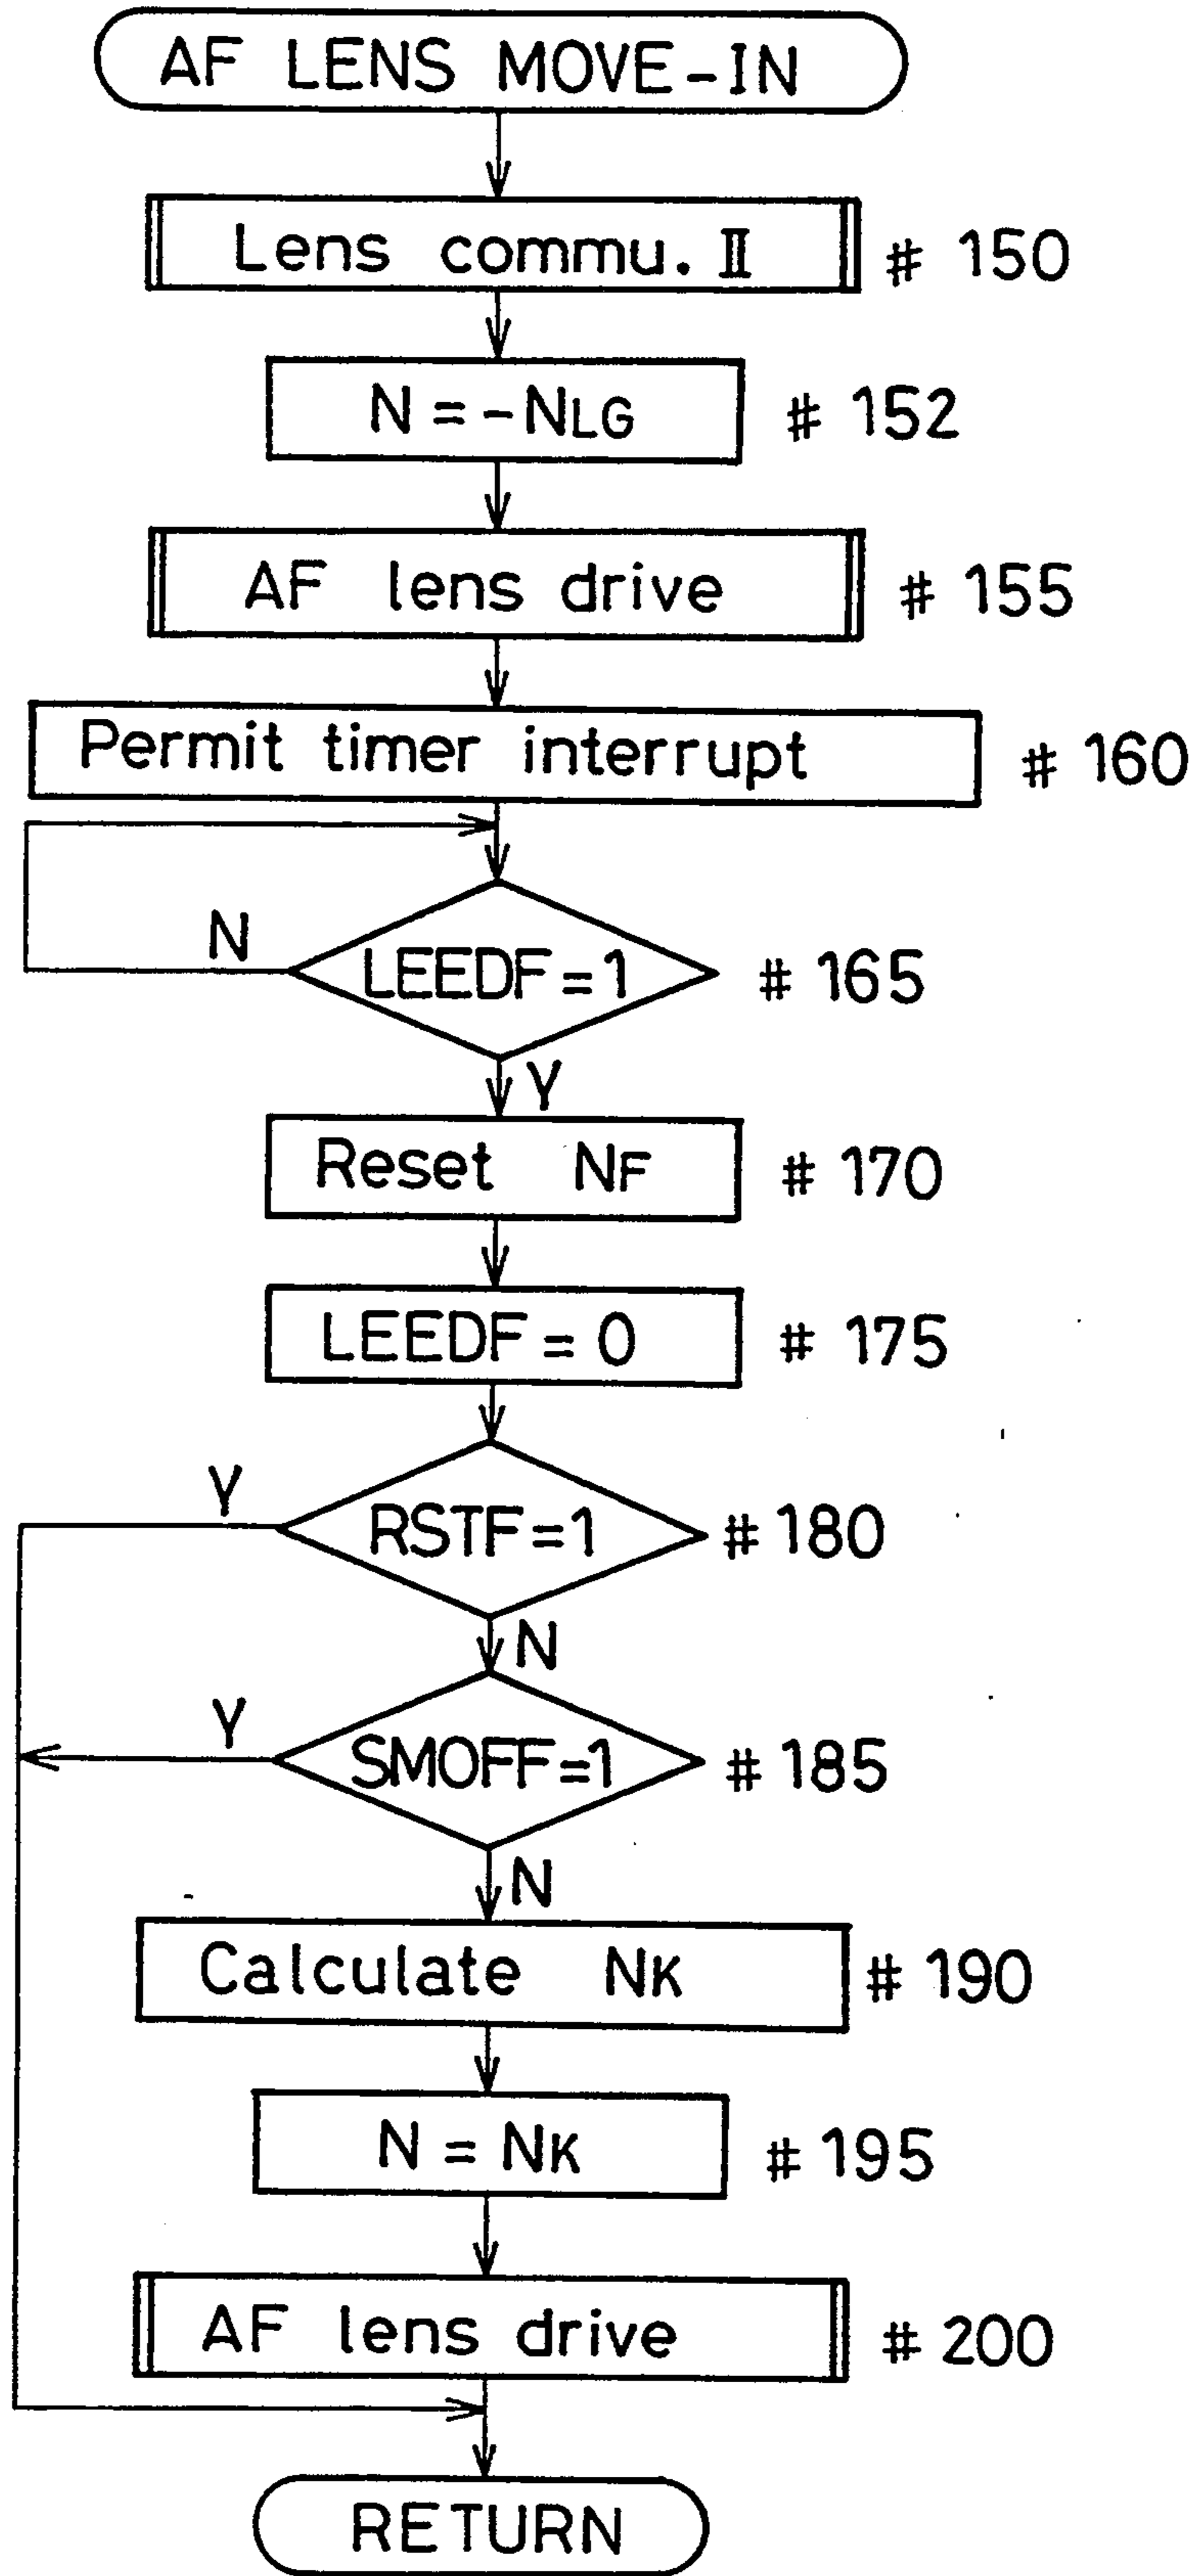 AF LENS MOVE-IN
Lens commu. II # 150
N = -NLG # 152
AF lens drive # 155
Permit timer interrupt # 160
N LEEDF = 1 # 165
Y
Reset NF # 170
LEEDF = 0 # 175
Y RSTF = 1 # 180
N
Y SMOFF = 1 # 185
N
Calculate NK # 190
N = NK # 195
AF lens drive # 200
RETURN